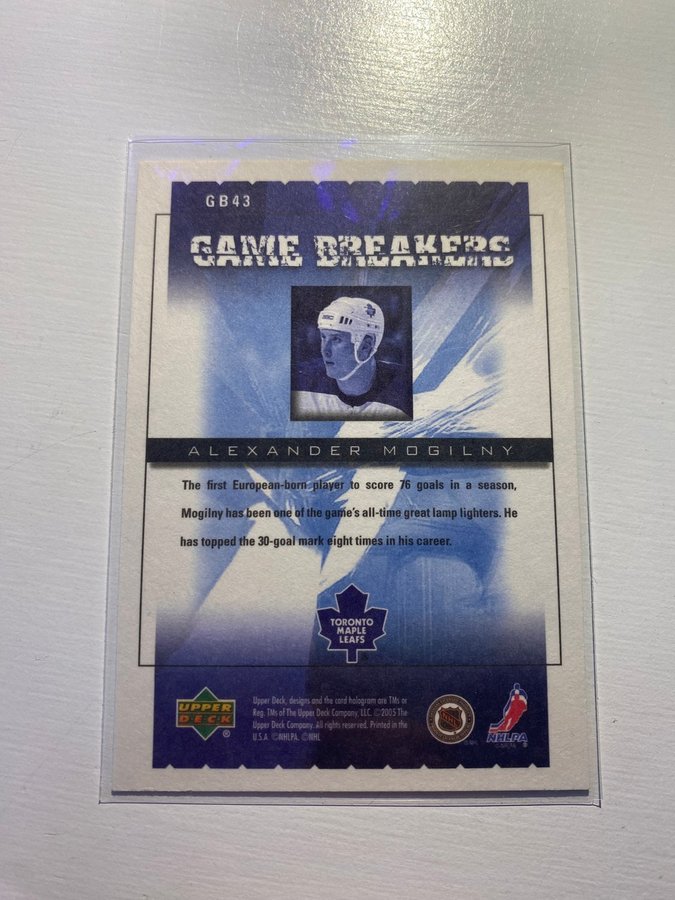 GB43
GAME BREAKERS
ALEXANDER MOGILNY
The first European-born player to score 76 goals in a season,
Mogilny has been one of the game's all-time great lamp lighters. He
has topped the 30-goal mark eight times in his career.
TORONTO
MAPLE
LEAFS
UPPER
DECK
®
Upper Deck, designs and the card hologram are TMs or
Reg. TMs of The Upper Deck Company, LLC. ©2005 The
Upper Deck Company. All rights reserved. Printed in the
U.S.A. ©NHLPA. ©NHL
NHL
NHLPA
®